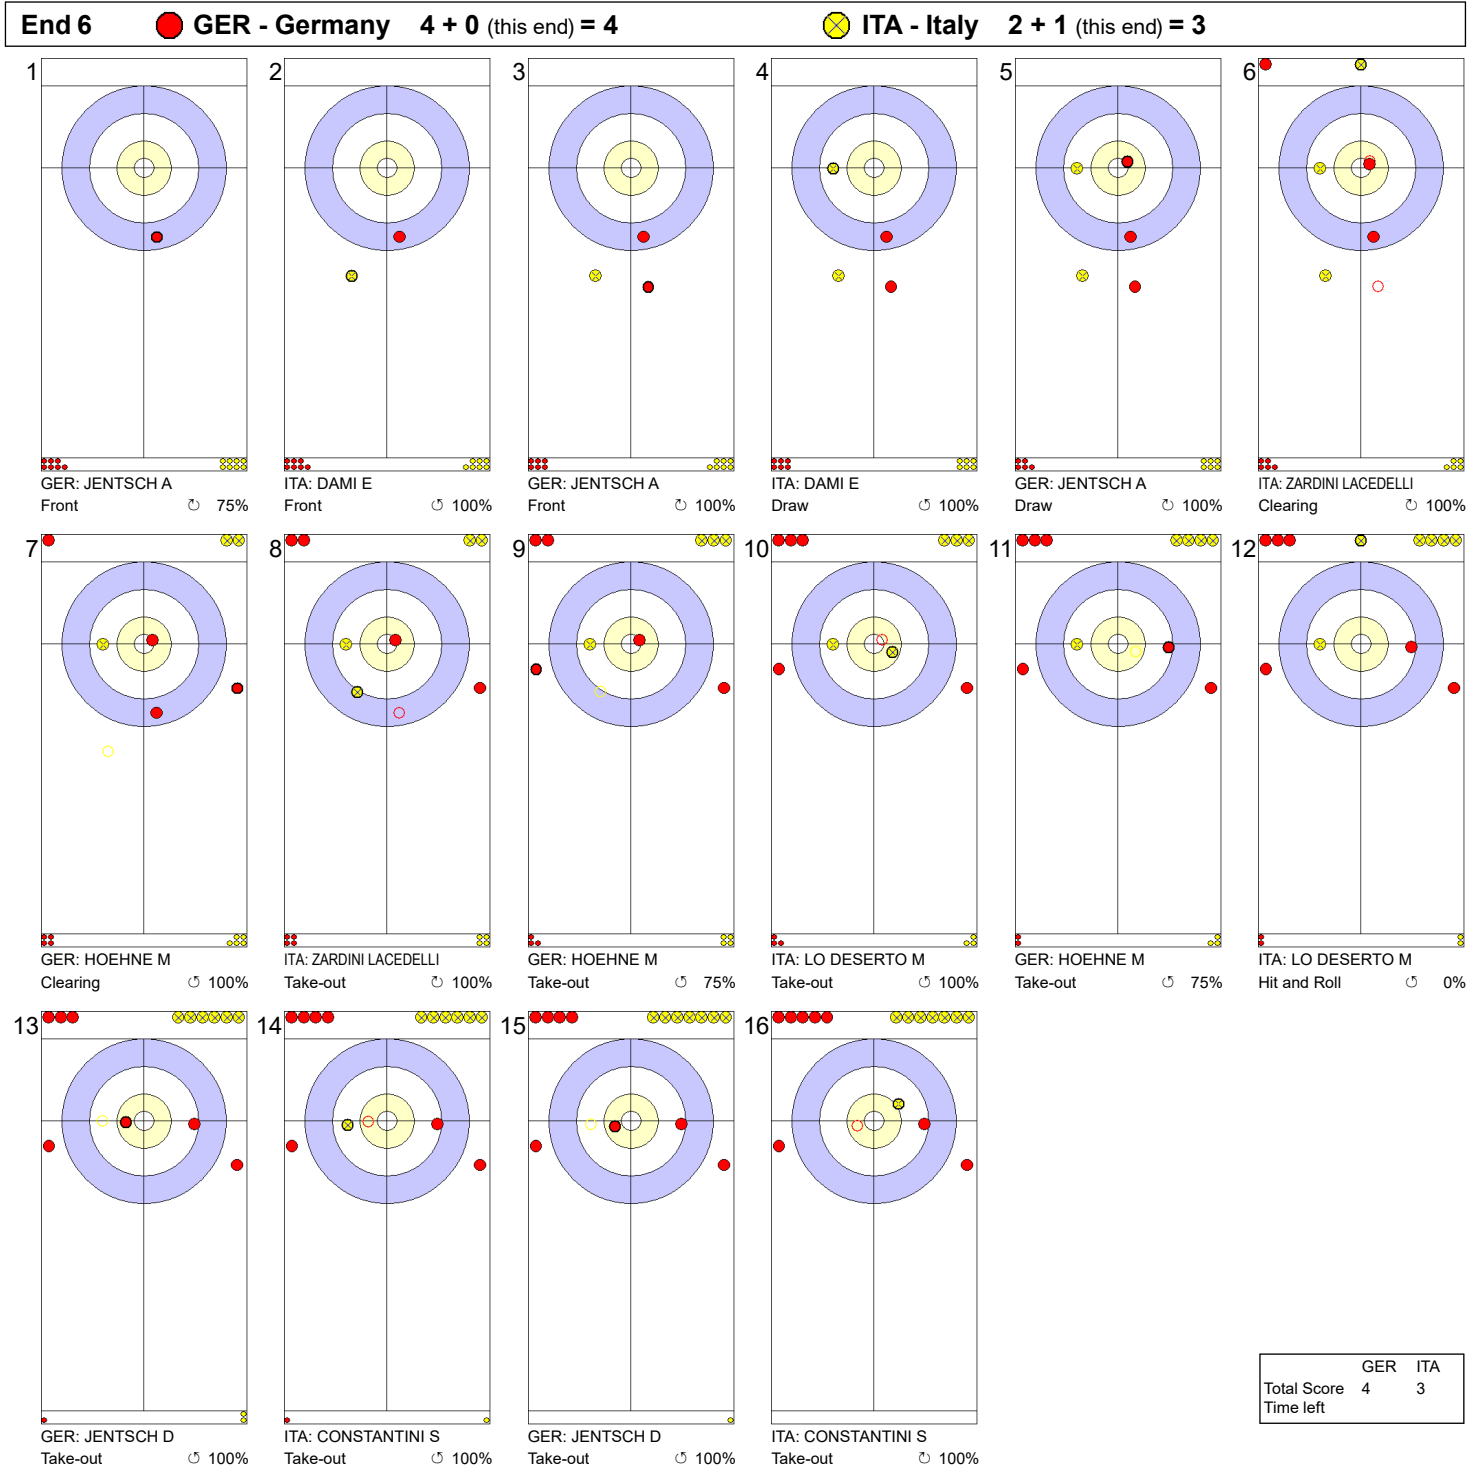 End 6 GER - Germany 4 + 0 (this end) = 4 ITA - Italy 2 + 1 (this end) = 3
1
GER: JENTSCH A
Front ↻ 75%
2
ITA: DAMI E
Front ↺ 100%
3
GER: JENTSCH A
Front ↻ 100%
4
ITA: DAMI E
Draw ↻ 100%
5
GER: JENTSCH A
Draw ↻ 100%
6
ITA: ZARDINI LACEDELLI
Clearing ↻ 100%
7
GER: HOEHNE M
Clearing ↺ 100%
8
ITA: ZARDINI LACEDELLI
Take-out ↺ 100%
9
GER: HOEHNE M
Take-out ↺ 75%
10
ITA: LO DESERTO M
Take-out ↺ 100%
11
GER: HOEHNE M
Take-out ↺ 75%
12
ITA: LO DESERTO M
Hit and Roll ↺ 0%
13
GER: JENTSCH D
Take-out ↺ 100%
14
ITA: CONSTANTINI S
Take-out ↺ 100%
15
GER: JENTSCH D
Take-out ↺ 100%
16
ITA: CONSTANTINI S
Take-out ↻ 100%
GER ITA
Total Score 4 3
Time left